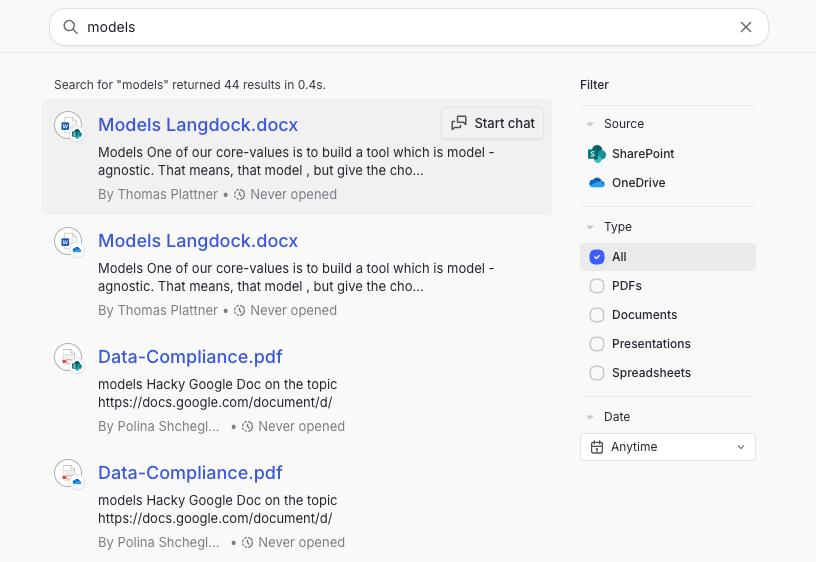 models
Search for "models" returned 44 results in 0.4s.
Models Langdock.docx
Start chat
Models One of our core-values is to build a tool which is model -
agnostic. That means, that model , but give the cho...
By Thomas Plattner • Never opened
Models Langdock.docx
Models One of our core-values is to build a tool which is model -
agnostic. That means, that model , but give the cho...
By Thomas Plattner • Never opened
Data-Compliance.pdf
models Hacky Google Doc on the topic
https://docs.google.com/document/d/
By Polina Shchegl... • Never opened
Data-Compliance.pdf
models Hacky Google Doc on the topic
https://docs.google.com/document/d/
By Polina Shchegl... • Never opened
Filter
Source
SharePoint
OneDrive
Type
All
PDFs
Documents
Presentations
Spreadsheets
Date
Anytime